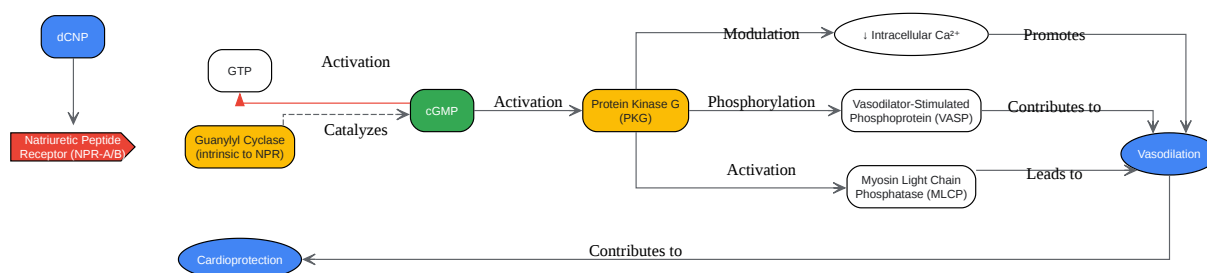 dCNP
Natriuretic Peptide
Receptor (NPR-A/B)
GTP
Activation
Catalyzes
Guanylyl Cyclase
(intrinsic to NPR)
cGMP
Activation
Protein Kinase G
(PKG)
Modulation
↓ Intracellular Ca²⁺
Promotes
Phosphorylation
Vasodilator-Stimulated
Phosphoprotein (VASP)
Contributes to
Activation
Myosin Light Chain
Phosphatase (MLCP)
Leads to
Vasodilation
Contributes to
Cardioprotection